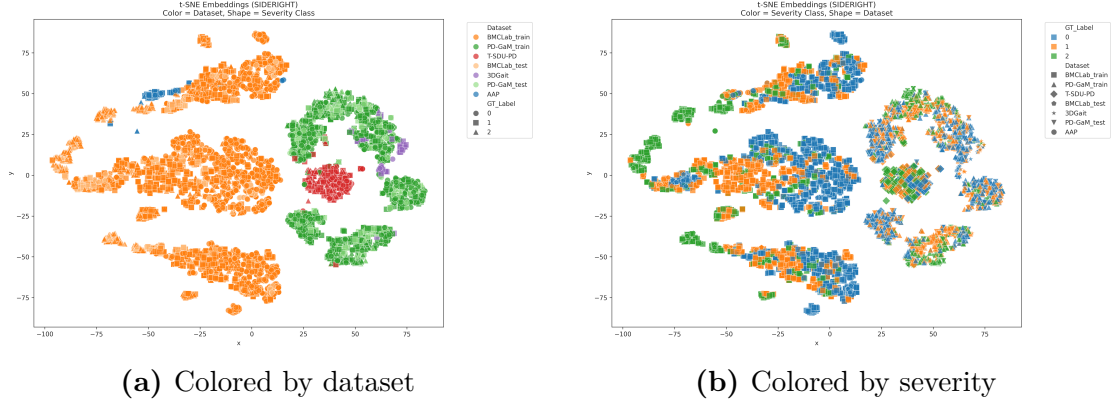 t-SNE Embeddings (SIDERIGHT)
Color = Dataset, Shape = Severity Class
Dataset
BMCLab_train
PD-GaM_train
T-SDU-PD
BMCLab_test
3DGait
PD-GaM_test
AAP
GT_Label
0
1
2
75
50
25
0
−25
−50
−75
y
−100
−75
−50
−25
0
25
50
75
x
(a) Colored by dataset
t-SNE Embeddings (SIDERIGHT)
Color = Severity Class, Shape = Dataset
GT_Label
0
1
2
Dataset
BMCLab_train
PD-GaM_train
T-SDU-PD
BMCLab_test
3DGait
PD-GaM_test
AAP
75
50
25
0
−25
−50
−75
y
−100
−75
−50
−25
0
25
50
75
x
(b) Colored by severity